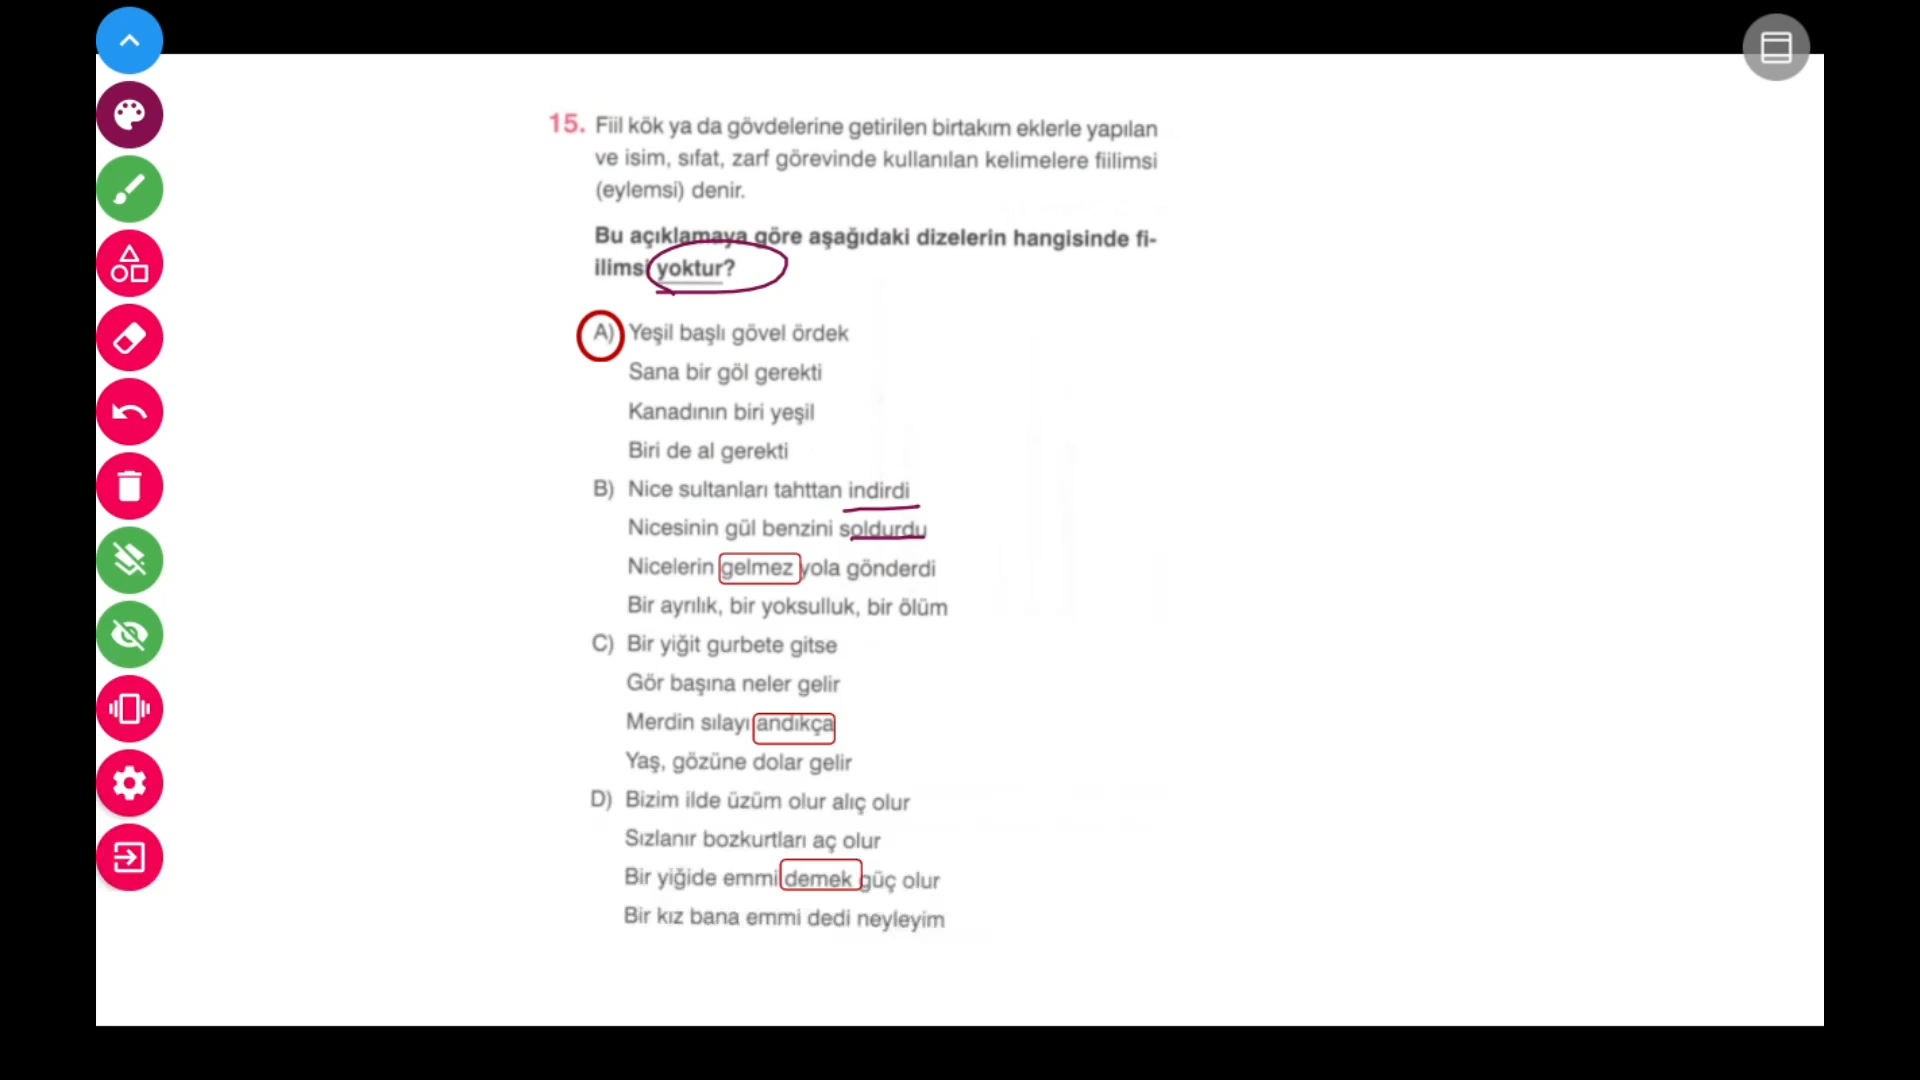 15. Fiil kök ya da gövdelerine getirilen birtakım eklerle yapılan
ve isim, sıfat, zarf görevinde kullanılan kelimelere fiilimsi
(eylemsi) denir.
Bu açıklamaya göre aşağıdaki dizelerin hangisinde fi-
ilimsi yoktur?
A) Yeşil başlı gövel ördek
Sana bir göl gerekti
Kanadının biri yeşil
Biri de al gerekti
B) Nice sultanları tahttan indirdi
Nicesinin gül benzini soldurdu
Nicelerin gelmez yola gönderdi
Bir ayrılık, bir yoksulluk, bir ölüm
C) Bir yiğit gurbete gitse
Gör başına neler gelir
Merdin sılayı andıkça
Yaş, gözüne dolar gelir
D) Bizim ilde üzüm olur alıç olur
Sızlanır bozkurtları aç olur
Bir yiğide emmi demek güç olur
Bir kız bana emmi dedi neyleyim